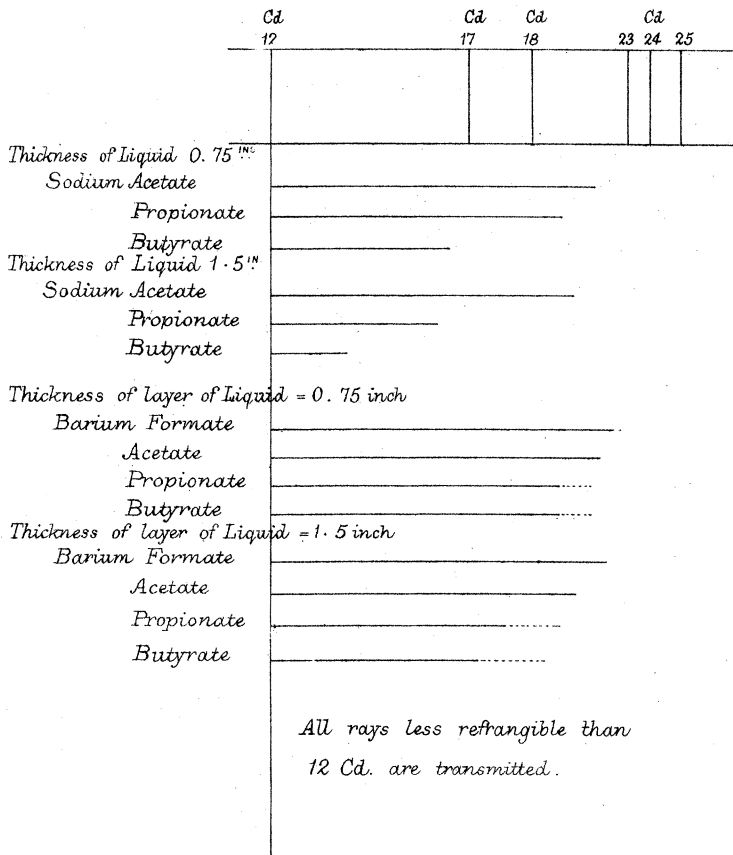 Cd Cd Cd Cd
12 17 18 23 24 25
Thickness of Liquid 0.75 INS
Sodium Acetate
Propionate
Butyrate
Thickness of Liquid 1·5 IN.
Sodium Acetate
Propionate
Butyrate
Thickness of layer of Liquid = 0.75 inch
Barium Formate
Acetate
Propionate
Butyrate
Thickness of layer of Liquid = 1·5 inch
Barium Formate
Acetate
Propionate
Butyrate
All rays less refrangible than
12 Cd. are transmitted.